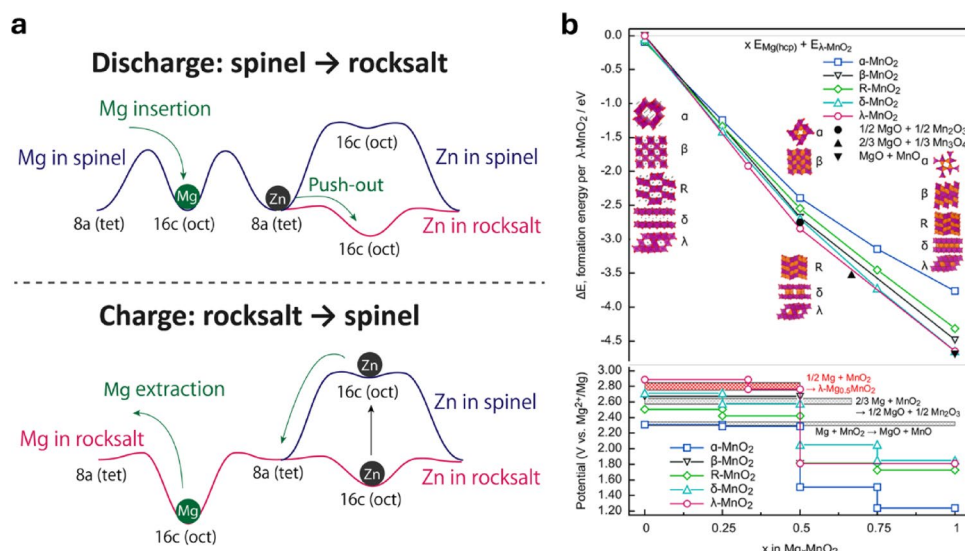 a
Discharge: spinel → rocksalt
Mg insertion
Mg in spinel
16c (oct)
Zn in spinel
Push-out
Mg
Zn
8a (tet)
16c (oct)
8a (tet)
16c (oct)
Zn in rocksalt
Charge: rocksalt → spinel
Mg extraction
Zn
16c (oct)
Zn in spinel
Mg in rocksalt
8a (tet)
8a (tet)
Zn
Zn in rocksalt
Mg
16c (oct)
16c (oct)
b
ΔE, formation energy per λ-MnO₂ / eV
0.0
-0.5
-1.0
-1.5
-2.0
-2.5
-3.0
-3.5
-4.0
-4.5
x E Mg(hcp) + E λ-MnO₂
α-MnO₂
β-MnO₂
R-MnO₂
δ-MnO₂
λ-MnO₂
1/2 MgO + 1/2 Mn₂O₃
2/3 MgO + 1/3 Mn₃O₄
MgO + MnO
α
β
R
δ
λ
α
β
R
δ
λ
α
β
R
δ
λ
Potential (V vs. Mg²⁺/Mg)
2.80
2.60
2.40
2.20
2.00
1.80
1.60
1.40
1.20
1/2 Mg + MnO₂
→ λ-Mg₀.₅MnO₂
2/3 Mg + MnO₂
→ 1/2 MgO + 1/2 Mn₂O₃
Mg + MnO₂ → MgO + MnO
α-MnO₂
β-MnO₂
R-MnO₂
δ-MnO₂
λ-MnO₂
0
0.25
0.5
0.75
1
x in Mg-MnO₂